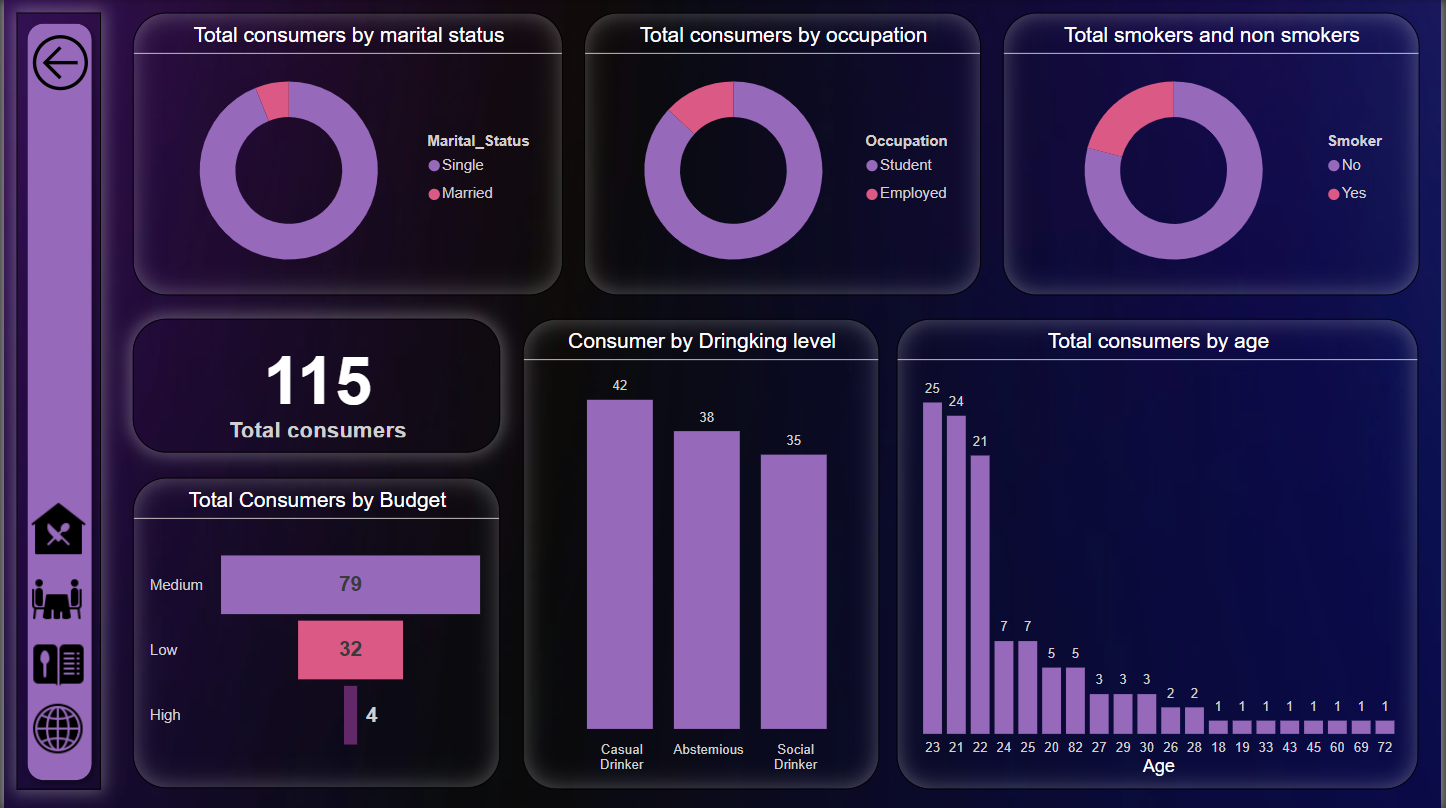 Total consumers by marital status
Marital_Status
Single
Married
Total consumers by occupation
Occupation
Student
Employed
Total smokers and non smokers
Smoker
No
Yes
115
Total consumers
Total Consumers by Budget
Medium
79
Low
32
High
4
Consumer by Dringking level
42
38
35
Casual Drinker
Abstemious
Social Drinker
Total consumers by age
25
24
21
7
7
5
5
3
3
3
2
2
1
1
1
1
1
1
1
1
23 21 22 24 25 20 82 27 29 30 26 28 18 19 33 43 45 60 69 72
Age